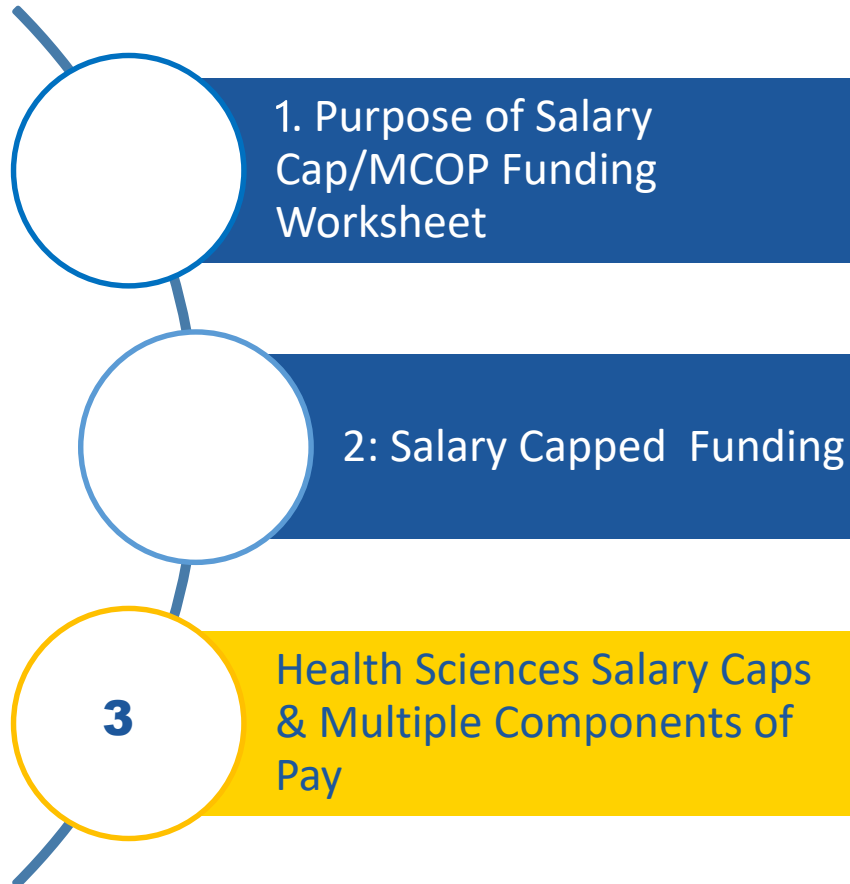 1. Purpose of Salary
Cap/MCOP Funding
Worksheet
2: Salary Capped  Funding
3
Health Sciences Salary Caps
& Multiple Components of
Pay